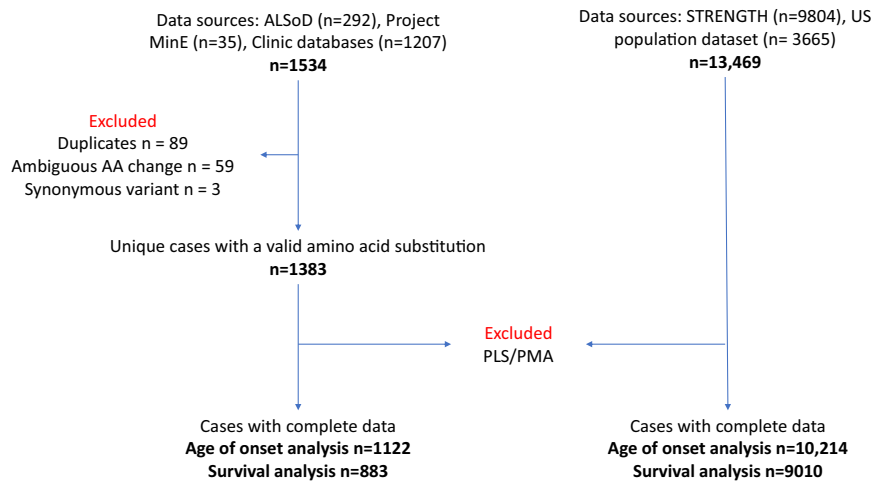 Data sources: ALSoD (n=292), Project
MinE (n=35), Clinic databases (n=1207)
n=1534
Data sources: STRENGTH (n=9804), US
population dataset (n= 3665)
n=13,469
Excluded
Duplicates n = 89
Ambiguous AA change n = 59
Synonymous variant n = 3
Unique cases with a valid amino acid substitution
n=1383
Excluded
PLS/PMA
Cases with complete data
Age of onset analysis n=1122
Survival analysis n=883
Cases with complete data
Age of onset analysis n=10,214
Survival analysis n=9010